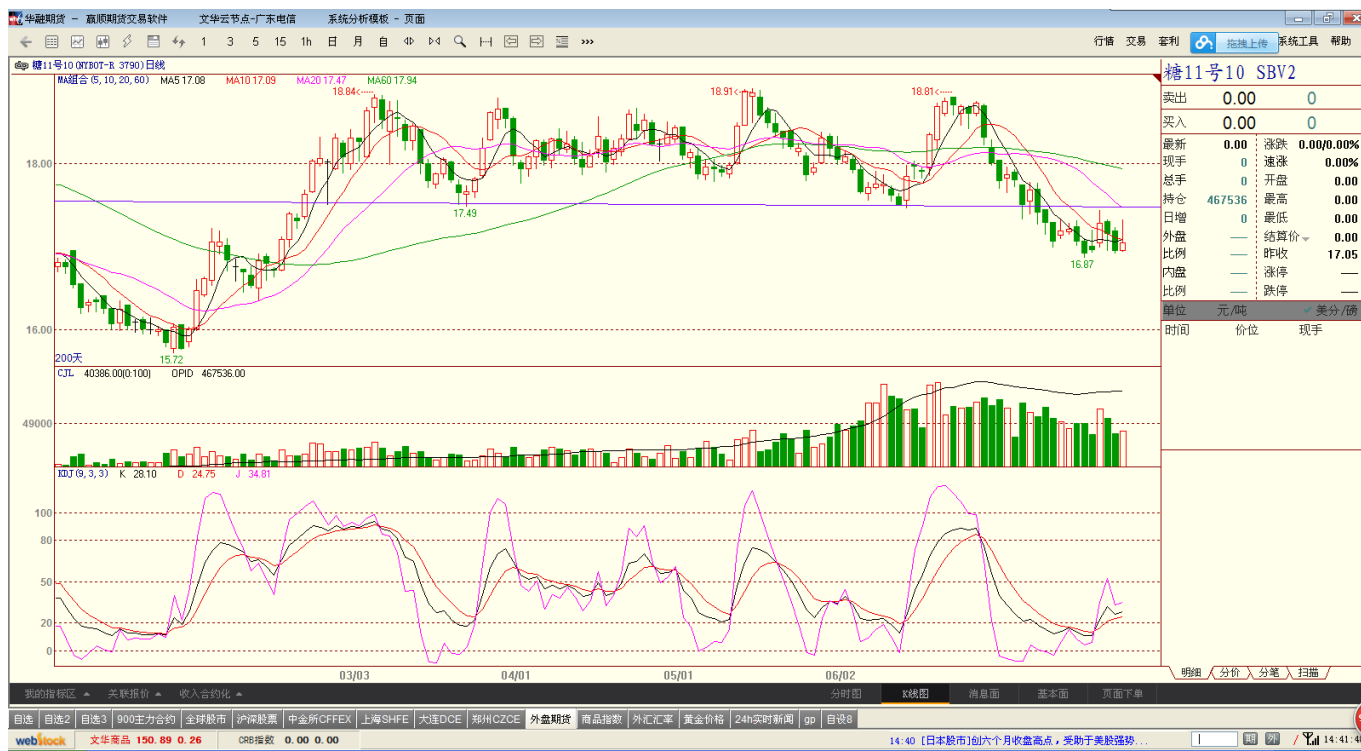 华融期货 - 赢顺期货交易软件 文华云节点-广东电信 系统分析模板 - 页面
1 3 5 15 1h 日 月 自 »» 行情 交易 套利 拖拽上传 系统工具 帮助
糖11号10(NYBOT-R 3790)日线
MA组合(5,10,20,60) MA5 17.08 MA10 17.09 MA20 17.47 MA60 17.94
18.84<-----
18.91<----
18.81<----
18.00
17.49
16.87
16.00
15.72
200天
CJL 40386.00(0:100) OPID 467536.00
49000
KDJ(9,3,3) K 28.10 D 24.75 J 34.81
100
80
50
20
0
03/03 04/01 05/01 06/02
糖11号10 SBV2
卖出 0.00 0
买入 0.00 0
最新 0.00 涨跌 0.00/0.00%
现手 0 速涨 0.00%
总手 0 开盘 0.00
持仓 467536 最高 0.00
日增 0 最低 0.00
外盘 — 结算价 0.00
比例 — 昨收 17.05
内盘 — 涨停 —
比例 — 跌停 —
单位 元/吨 ✓美分/磅
时间 价位 现手
明细 分价 分笔 扫描
我的指标区 关联报价 收入合约化 分时图 K线图 消息面 基本面 页面下单
自选 自选2 自选3 900主力合约 全球股市 沪深股票 中金所CFFEX 上海SHFE 大连DCE 郑州CZCE 外盘期货 商品指数 外汇汇率 黄金价格 24h实时新闻 gp 自设8
webstock 文华商品 150.89 0.26 CRB指数 0.00 0.00 14:40 [日本股市]创六个月收盘高点，受助于美股强势... 期 外 14:41:4